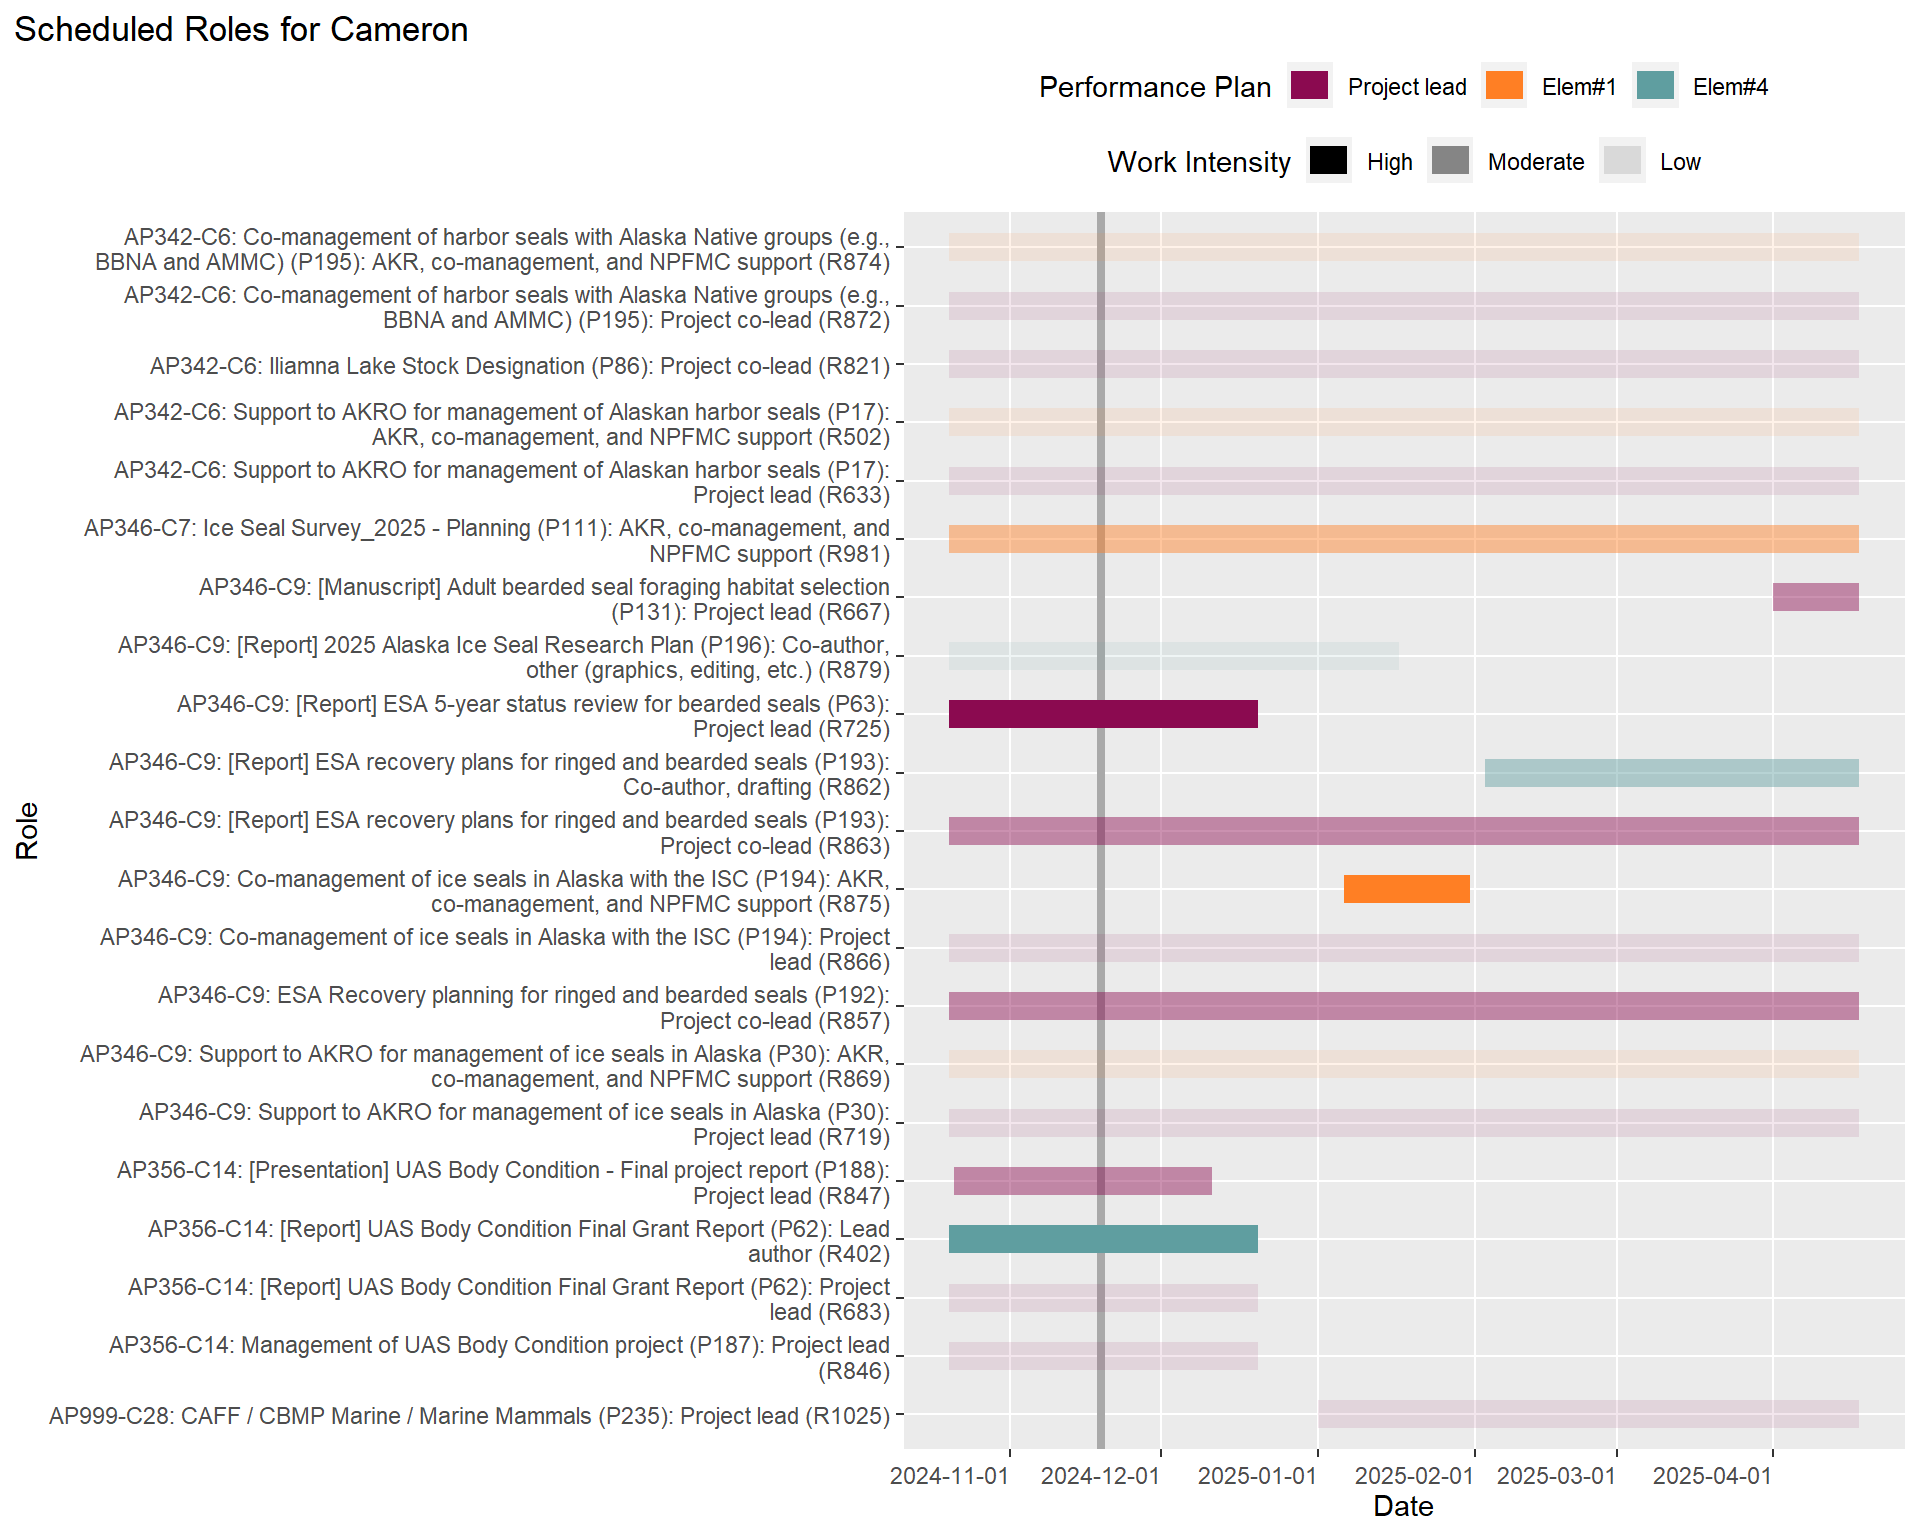 Scheduled Roles for Cameron
Performance Plan Project lead Elem#1 Elem#4
Work Intensity High Moderate Low
AP342-C6: Co-management of harbor seals with Alaska Native groups (e.g.,
BBNA and AMMC) (P195): AKR, co-management, and NPFMC support (R874)
AP342-C6: Co-management of harbor seals with Alaska Native groups (e.g.,
BBNA and AMMC) (P195): Project co-lead (R872)
AP342-C6: Iliamna Lake Stock Designation (P86): Project co-lead (R821)
AP342-C6: Support to AKRO for management of Alaskan harbor seals (P17):
AKR, co-management, and NPFMC support (R502)
AP342-C6: Support to AKRO for management of Alaskan harbor seals (P17):
Project lead (R633)
AP346-C7: Ice Seal Survey_2025 - Planning (P111): AKR, co-management, and
NPFMC support (R981)
AP346-C9: [Manuscript] Adult bearded seal foraging habitat selection
(P131): Project lead (R667)
AP346-C9: [Report] 2025 Alaska Ice Seal Research Plan (P196): Co-author,
other (graphics, editing, etc.) (R879)
AP346-C9: [Report] ESA 5-year status review for bearded seals (P63):
Project lead (R725)
AP346-C9: [Report] ESA recovery plans for ringed and bearded seals (P193):
Co-author, drafting (R862)
AP346-C9: [Report] ESA recovery plans for ringed and bearded seals (P193):
Project co-lead (R863)
AP346-C9: Co-management of ice seals in Alaska with the ISC (P194): AKR,
co-management, and NPFMC support (R875)
AP346-C9: Co-management of ice seals in Alaska with the ISC (P194): Project
lead (R866)
AP346-C9: ESA Recovery planning for ringed and bearded seals (P192):
Project co-lead (R857)
AP346-C9: Support to AKRO for management of ice seals in Alaska (P30): AKR,
co-management, and NPFMC support (R869)
AP346-C9: Support to AKRO for management of ice seals in Alaska (P30):
Project lead (R719)
AP356-C14: [Presentation] UAS Body Condition - Final project report (P188):
Project lead (R847)
AP356-C14: [Report] UAS Body Condition Final Grant Report (P62): Lead
author (R402)
AP356-C14: [Report] UAS Body Condition Final Grant Report (P62): Project
lead (R683)
AP356-C14: Management of UAS Body Condition project (P187): Project lead
(R846)
AP999-C28: CAFF / CBMP Marine / Marine Mammals (P235): Project lead (R1025)
Role
2024-11-01 2024-12-01 2025-01-01 2025-02-01 2025-03-01 2025-04-01
Date